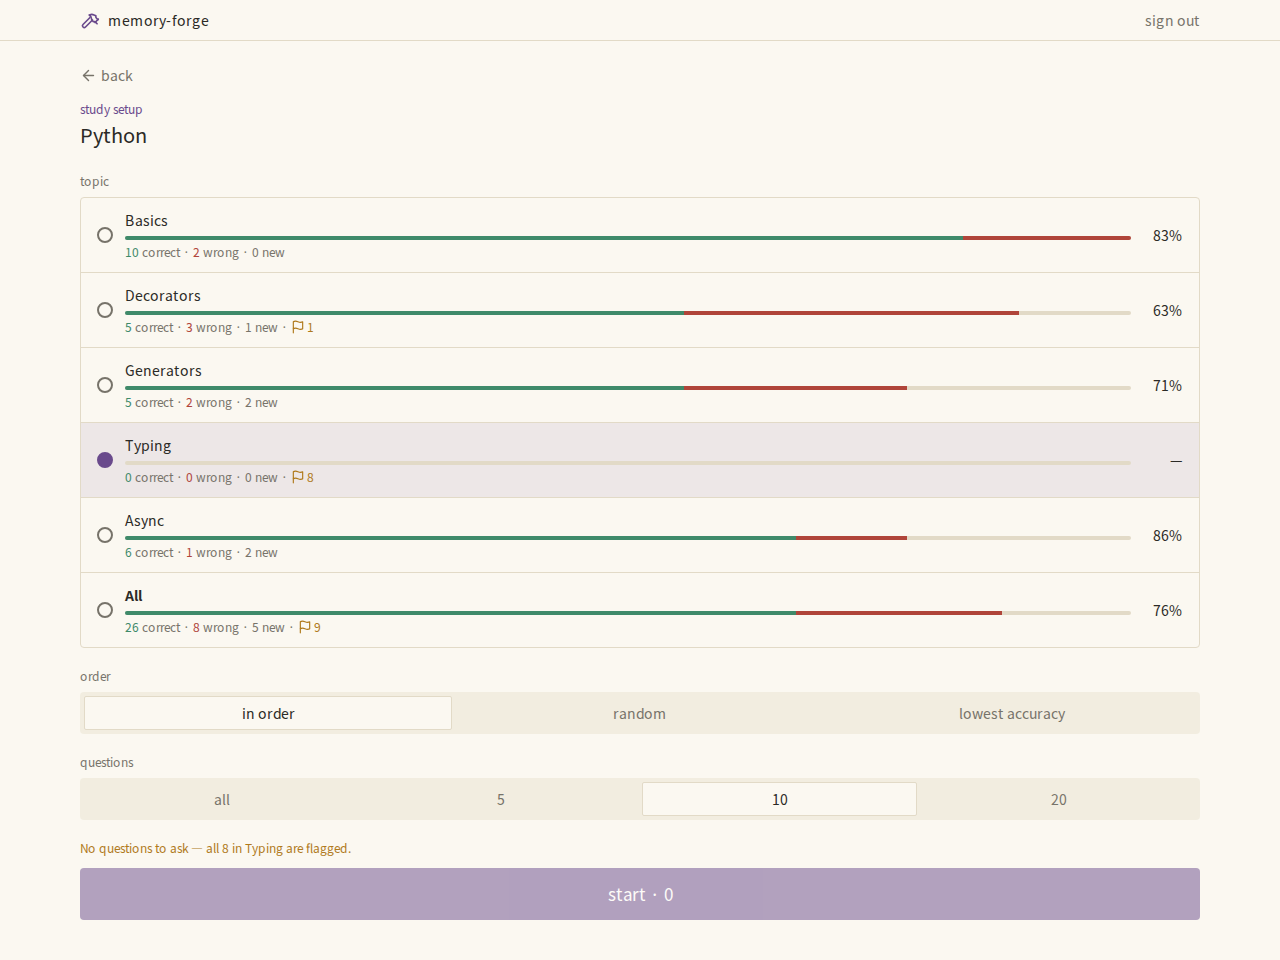 memory-forge
sign out
back
study setup
Python
topic
Basics
83%
10 correct · 2 wrong · 0 new
Decorators
63%
5 correct · 3 wrong · 1 new · 1
Generators
71%
5 correct · 2 wrong · 2 new
Typing
—
0 correct · 0 wrong · 0 new · 8
Async
86%
6 correct · 1 wrong · 2 new
All
76%
26 correct · 8 wrong · 5 new · 9
order
in order random lowest accuracy
questions
all 5 10 20
No questions to ask — all 8 in Typing are flagged.
start · 0